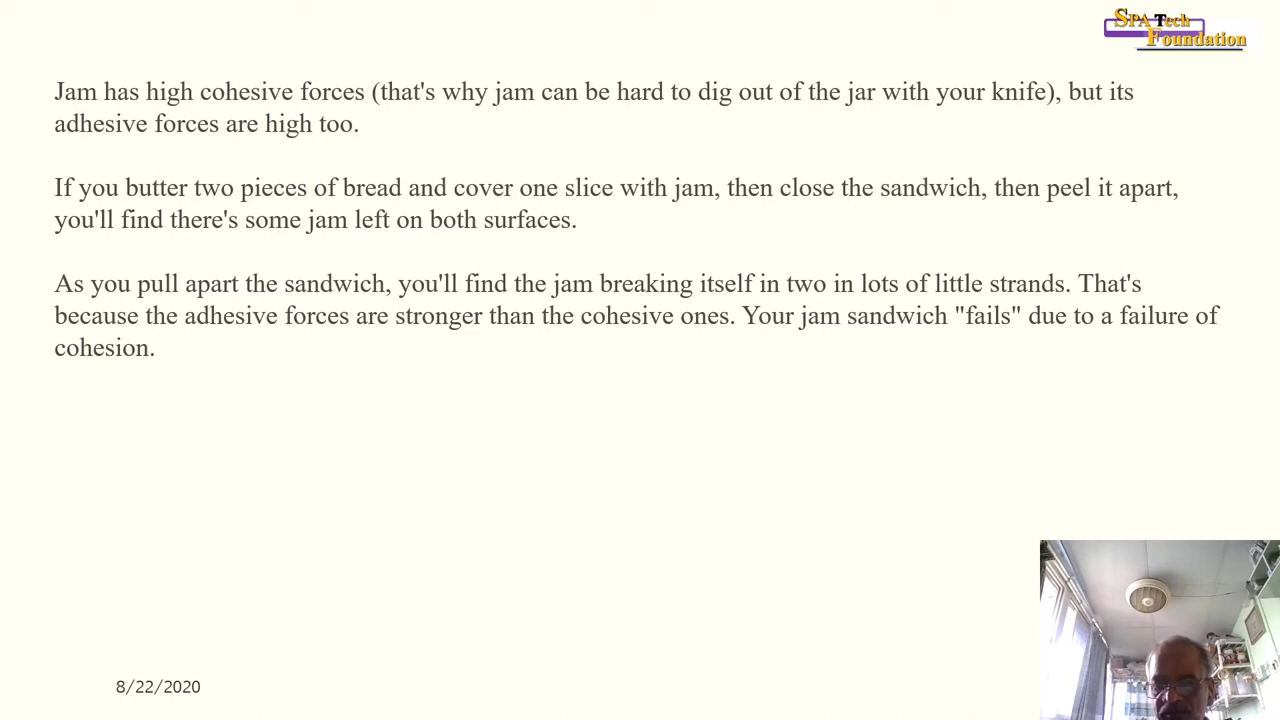 SPA Tech
Foundation
Jam has high cohesive forces (that's why jam can be hard to dig out of the jar with your knife), but its
adhesive forces are high too.
If you butter two pieces of bread and cover one slice with jam, then close the sandwich, then peel it apart,
you'll find there's some jam left on both surfaces.
As you pull apart the sandwich, you'll find the jam breaking itself in two in lots of little strands. That's
because the adhesive forces are stronger than the cohesive ones. Your jam sandwich "fails" due to a failure of
cohesion.
8/22/2020